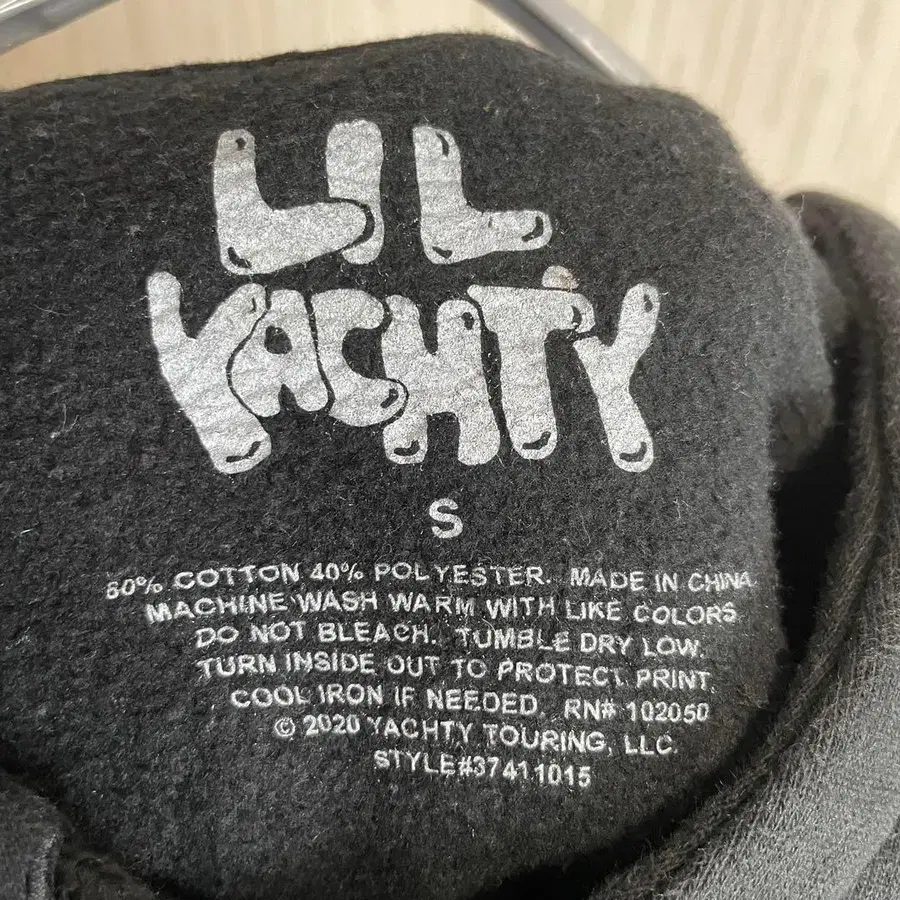 LIL
YACHTY
S
60% COTTON 40% POLYESTER. MADE IN CHINA.
MACHINE WASH WARM WITH LIKE COLORS
DO NOT BLEACH. TUMBLE DRY LOW.
TURN INSIDE OUT TO PROTECT PRINT.
COOL IRON IF NEEDED. RN# 102050
© 2020 YACHTY TOURING, LLC.
STYLE#37411015